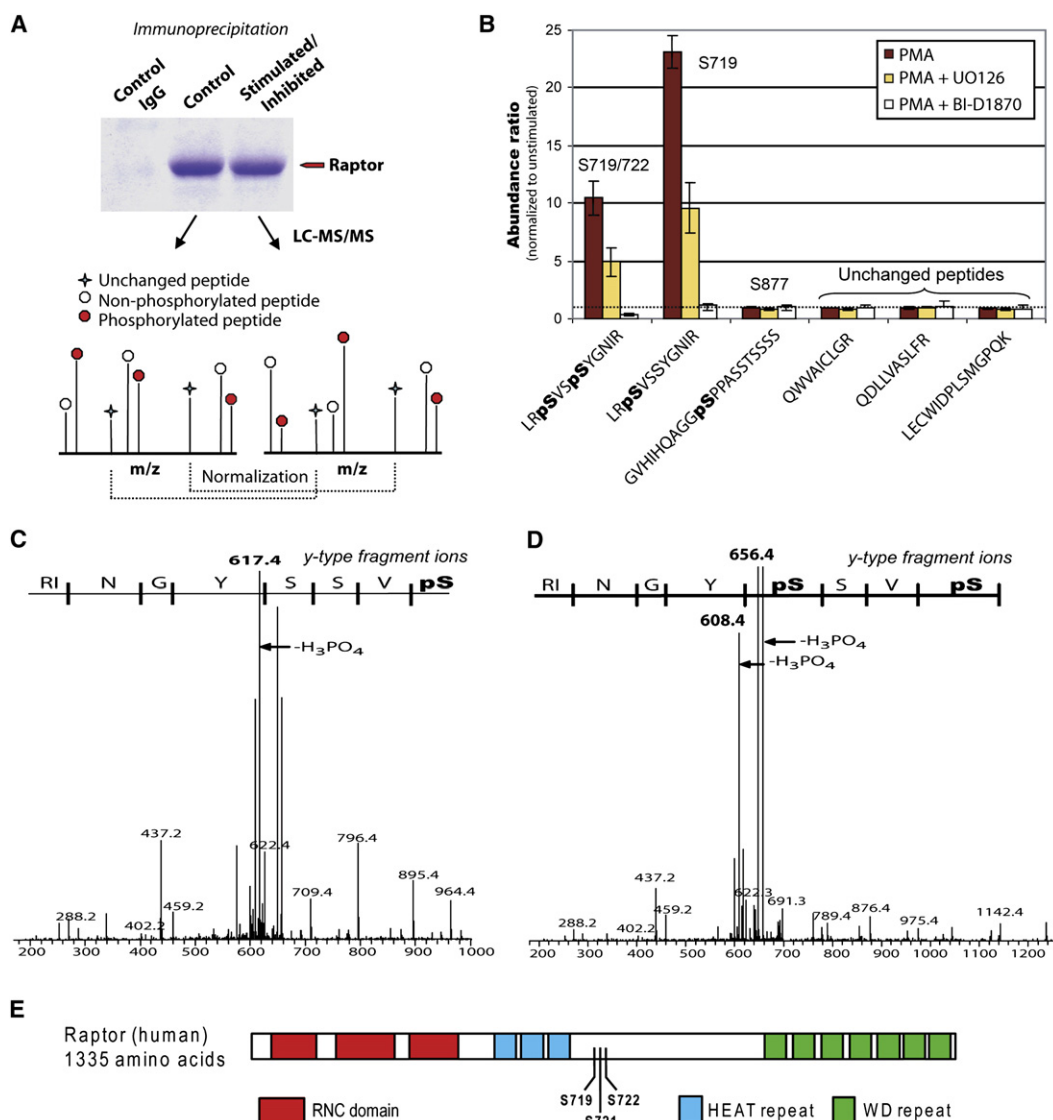 A
Immunoprecipitation
Control
IgG
Control
Stimulated/
Inhibited
Raptor
LC-MS/MS
Unchanged peptide
Non-phosphorylated peptide
Phosphorylated peptide
m/z
Normalization
m/z
B
Abundance ratio
(normalized to unstimulated)
25
20
15
10
5
0
PMA
PMA + UO126
PMA + BI-D1870
S719/722
S719
S877
Unchanged peptides
LRpSVSpSYGNIR
LRpSVSSYGNIR
GVHIHQAGGpSPPASSTSSSS
QWVAICLGR
QDLLVASLFR
LECWIDPLSMGPQK
C
617.4
y-type fragment ions
RI N G Y S S V pS
-H3PO4
437.2
622.4
796.4
288.2
402.2
459.2
709.4
895.4
964.4
200 300 400 500 600 700 800 900 1000
D
656.4
y-type fragment ions
RI N G Y pS S V pS
608.4
-H3PO4
-H3PO4
437.2
622.3
288.2
402.2
459.2
691.3
789.4
876.4
975.4
1142.4
200 300 400 500 600 700 800 900 1000 1100 1200
E
Raptor (human)
1335 amino acids
S719
S722
RNC domain
HEAT repeat
WD repeat